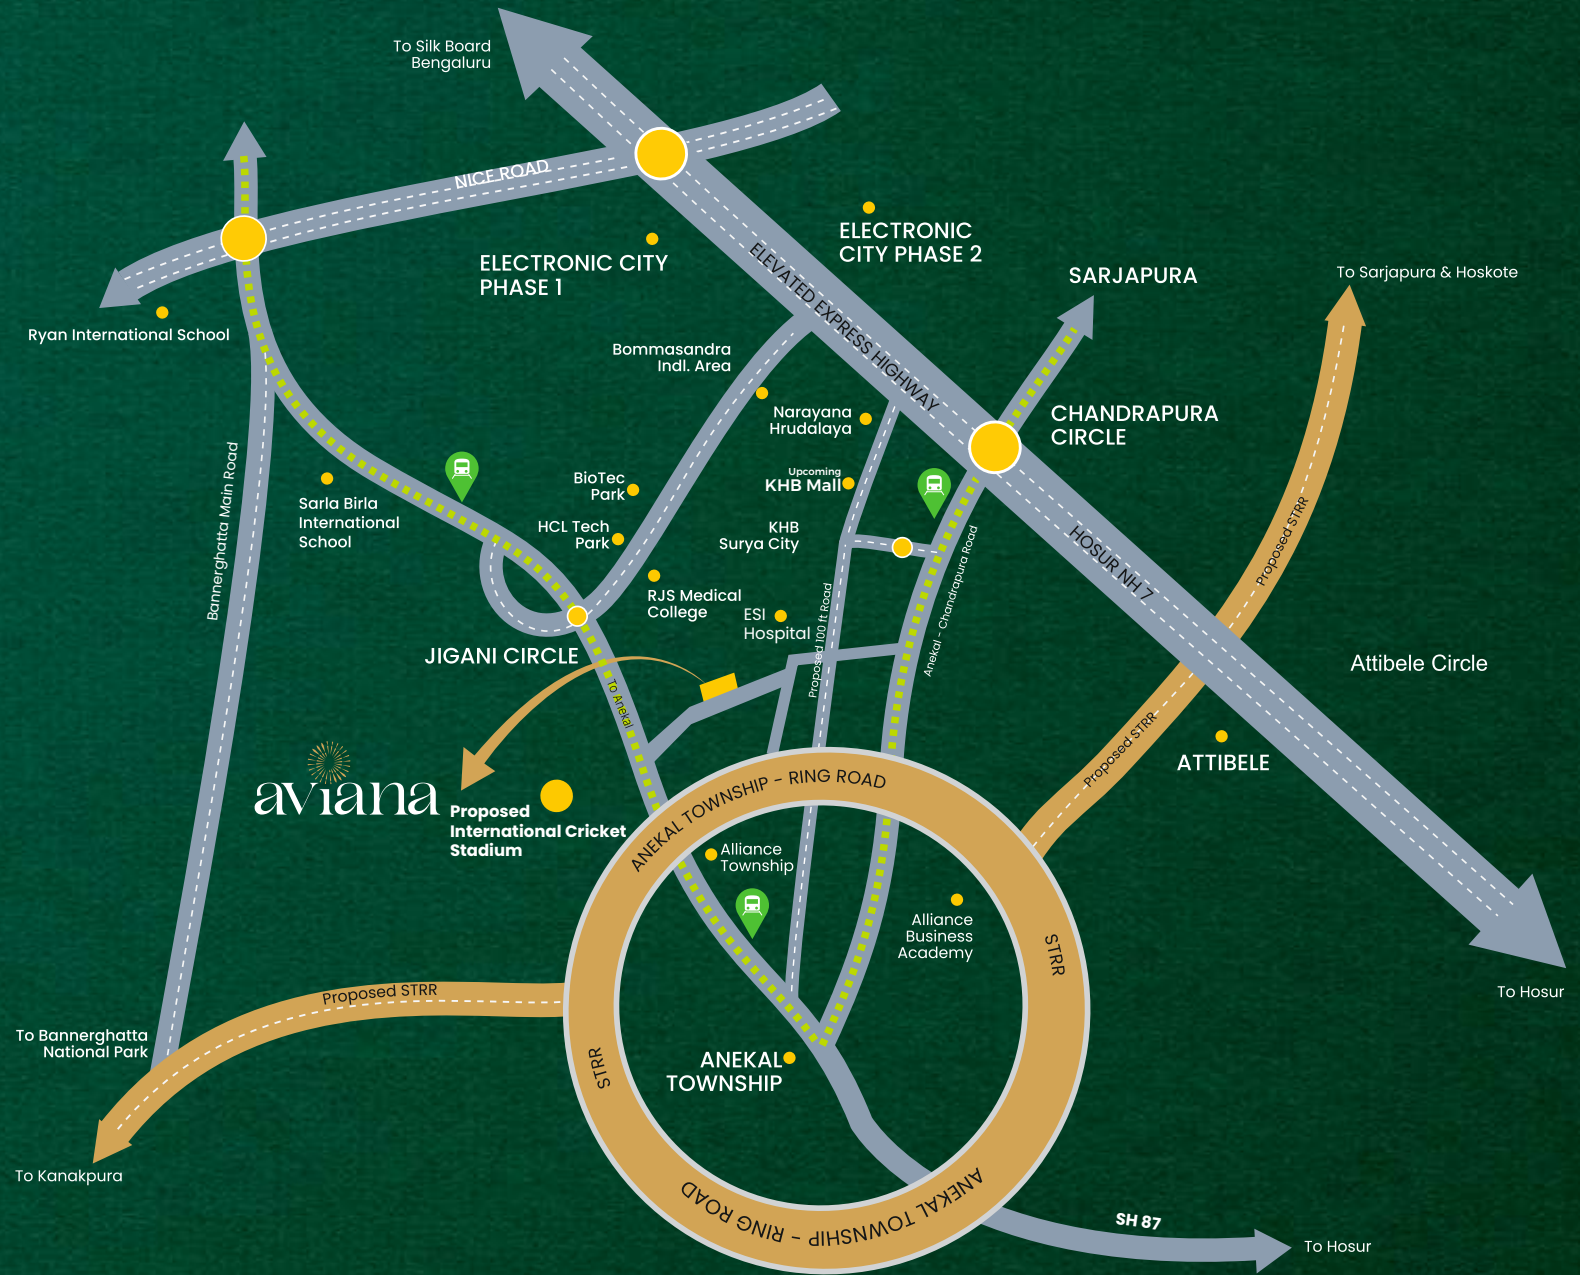 To Silk Board
Bengaluru
NICE ROAD
ELECTRONIC CITY
PHASE 1
ELECTRONIC
CITY PHASE 2
ELEVATED EXPRESS HIGHWAY
SARJAPURA
To Sarjapura & Hoskote
Ryan International School
Bommasandra
Indl. Area
Narayana
Hrudalaya
CHANDRAPURA
CIRCLE
Upcoming
KHB Mall
BioTec
Park
HCL Tech
Park
KHB
Surya City
Sarla Birla
International
School
Bannerghatta Main Road
RJS Medical
College
ESI
Hospital
Proposed 100 ft Road
Anekal - Chandrapura Road
HOSUR NH 7
Proposed STRR
JIGANI CIRCLE
To Anekal
Attibele Circle
Proposed STRR
ATTIBELE
aviana
Proposed
International Cricket
Stadium
ANEKAL TOWNSHIP - RING ROAD
Alliance
Township
Alliance
Business
Academy
STRR
Proposed STRR
To Hosur
To Bannerghatta
National Park
STRR
ANEKAL
TOWNSHIP
To Kanakpura
ANEKAL TOWNSHIP - RING ROAD
SH 87
To Hosur